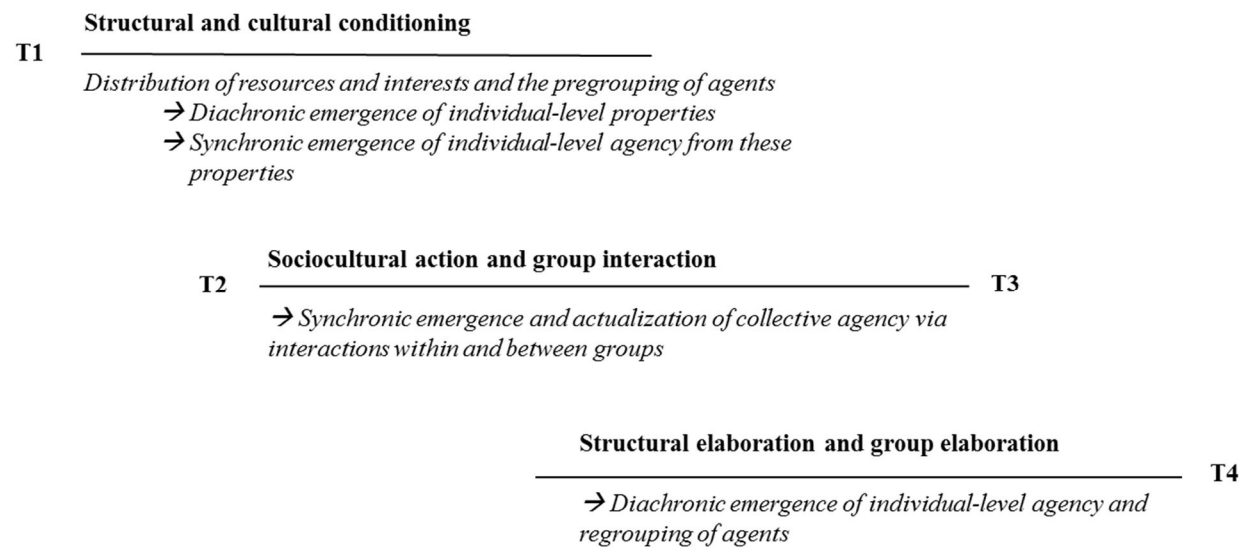 Structural and cultural conditioning
T1
Distribution of resources and interests and the pregrouping of agents
→ Diachronic emergence of individual-level properties
→ Synchronic emergence of individual-level agency from these
properties
Sociocultural action and group interaction
T2
T3
→ Synchronic emergence and actualization of collective agency via
interactions within and between groups
Structural elaboration and group elaboration
T4
→ Diachronic emergence of individual-level agency and
regrouping of agents